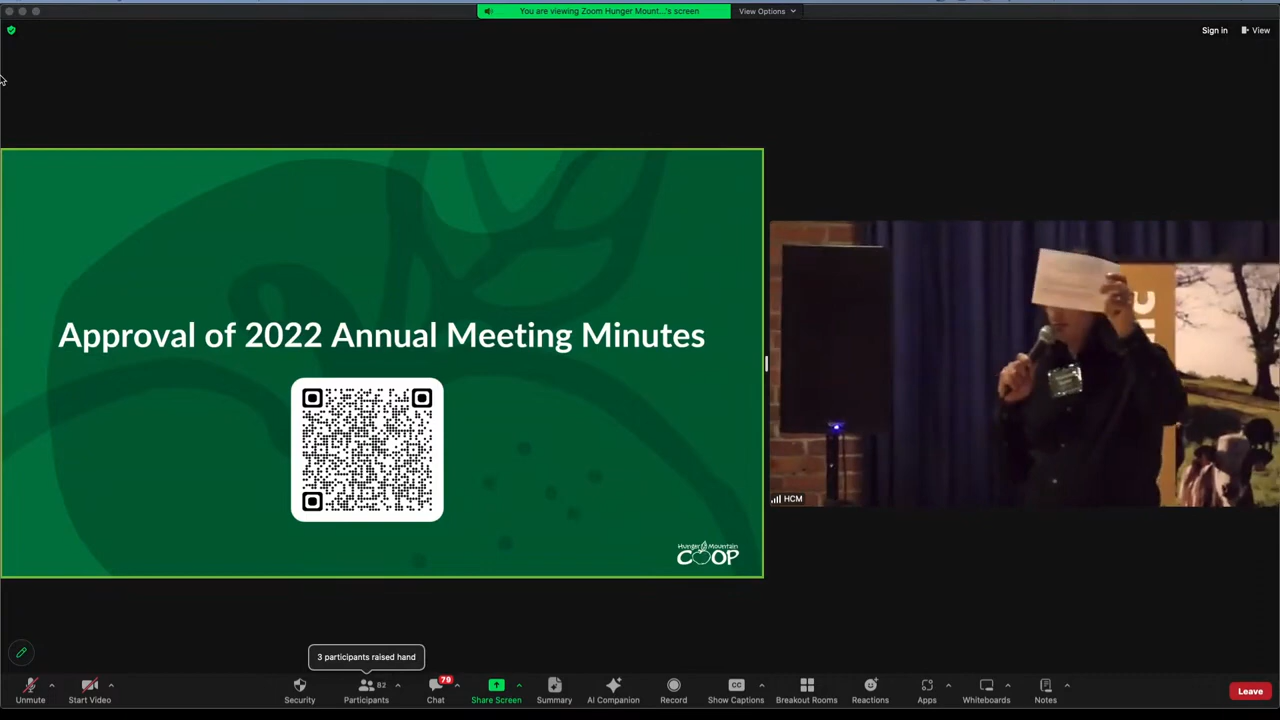 You are viewing Zoom Hunger Mount...'s screen
View Options
Sign in
View
Approval of 2022 Annual Meeting Minutes
Hunger Mountain
COOP
HCM
3 participants raised hand
82
79
Unmute
Start Video
Security
Participants
Chat
Share Screen
Summary
AI Companion
Record
CC
Show Captions
Breakout Rooms
Reactions
Apps
Whiteboards
Notes
Leave